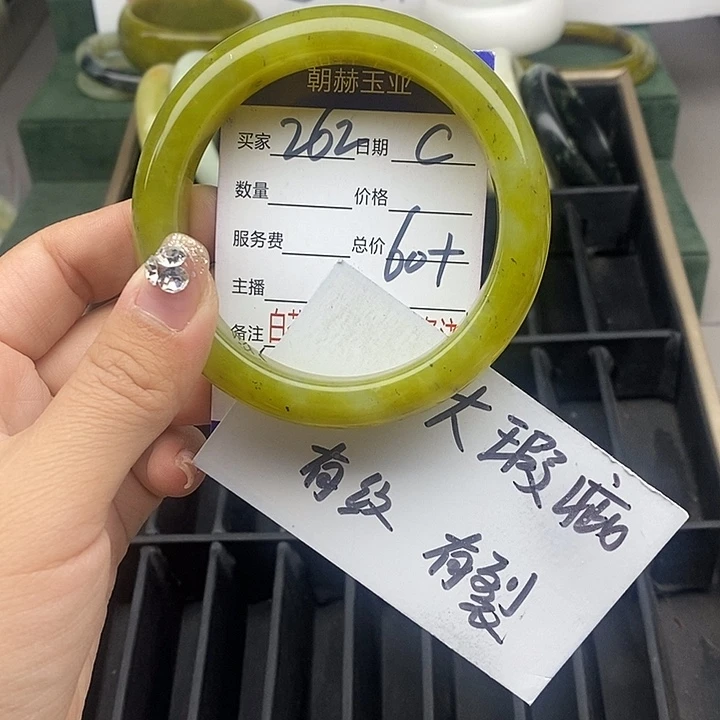 朝赫玉业
买家 262 日期 C
数量 价格
服务费 总价 60+
主播
备注 白
大瑕疵
有纹
有裂